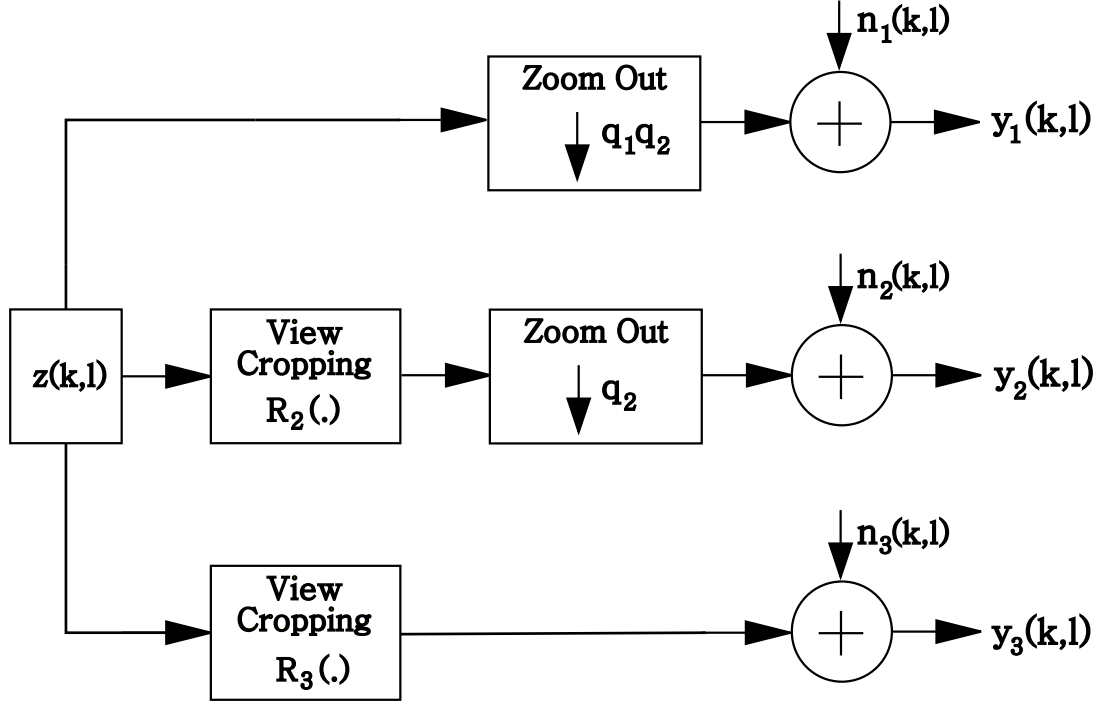 n₁(k,l)
Zoom Out
↓ q₁q₂
+
y₁(k,l)
n₂(k,l)
z(k,l)
View
Cropping
R₂(.)
Zoom Out
↓ q₂
+
y₂(k,l)
n₃(k,l)
View
Cropping
R₃(.)
+
y₃(k,l)